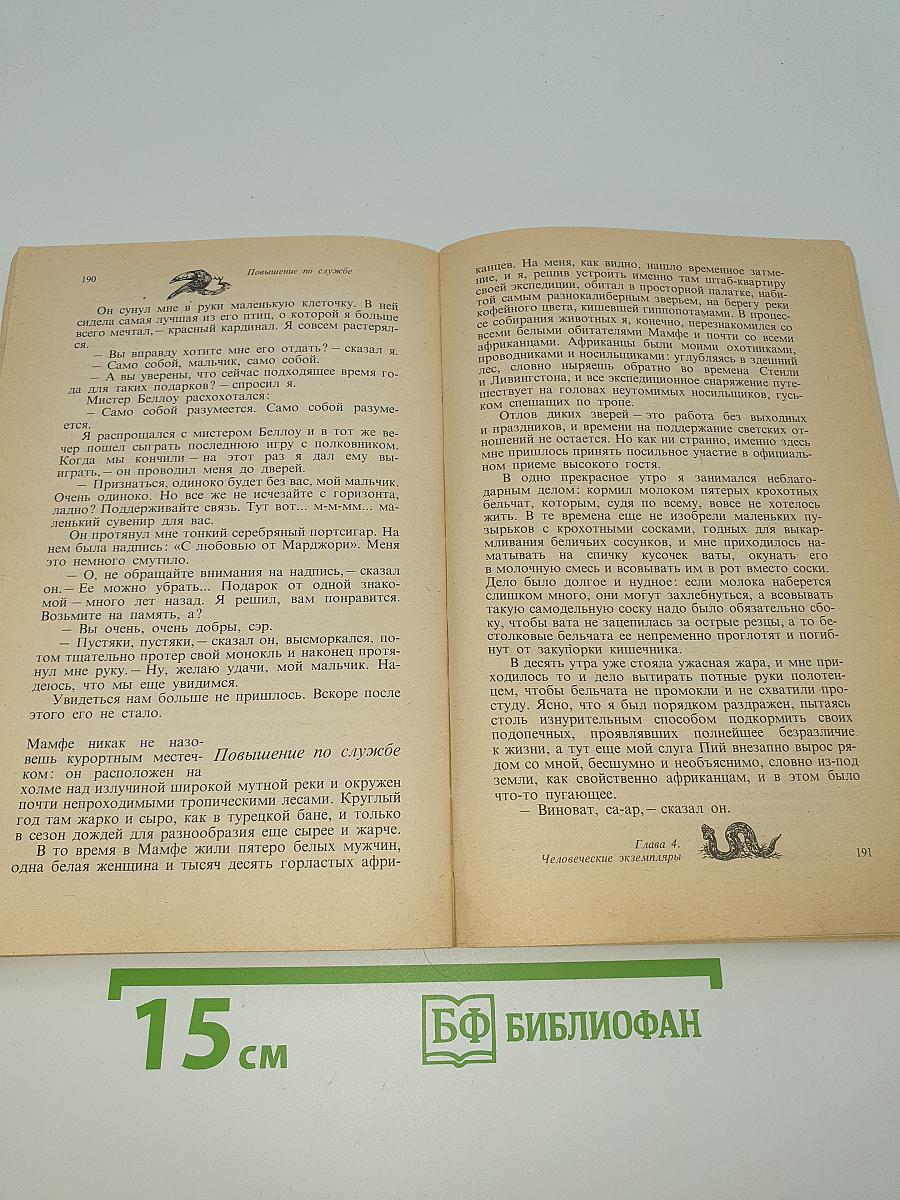 190
Повышение по службе
Он сунул мне в руки маленькую клеточку. В ней
сидела самая лучшая из его птиц, о которой я больше
всего мечтал,— красный кардинал. Я совсем растерял-
ся.
— Вы вправду хотите мне его отдать? — сказал я.
— Само собой, мальчик, само собой.
— А вы уверены, что сейчас подходящее время го-
да для таких подарков? — спросил я.
Мистер Беллоу расхохотался:
— Само собой разумеется. Само собой разуме-
ется.
Я распрощался с мистером Беллоу и в тот же ве-
чер пошел сыграть последнюю игру с полковником.
Когда мы кончили — на этот раз я дал ему вы-
играть,— он проводил меня до дверей.
— Признаться, одиноко будет без вас, мой мальчик.
Очень одиноко. Но все же не исчезайте с горизонта,
ладно? Поддерживайте связь. Тут вот... м-м-мм... ма-
ленький сувенир для вас.
Он протянул мне тонкий серебряный портсигар. На
нем была надпись: «С любовью от Марджори». Меня
это немного смутило.
— О, не обращайте внимания на надпись,— сказал
он.— Ее можно убрать... Подарок от одной знако-
мой — много лет назад. Я решил, вам понравится.
Возьмите на память, а?
— Вы очень, очень добры, сэр.
— Пустяки, пустяки,— сказал он, высморкался, по-
том тщательно протер свой монокль и наконец протя-
нул мне руку.— Ну, желаю удачи, мой мальчик. На-
деюсь, что мы еще увидимся.
Увидеться нам больше не пришлось. Вскоре после
этого его не стало.
Повышение по службе
Мамфе никак не назо-
вешь курортным местеч-
ком: он расположен на
холме над излучиной широкой мутной реки и окружен
почти непроходимыми тропическими лесами. Круглый
год там жарко и сыро, как в турецкой бане, и только
в сезон дождей для разнообразия еще сырее и жарче.
В то время в Мамфе жили пятеро белых мужчин,
одна белая женщина и тысяч десять горластых афри-
канцев. На меня, как видно, нашло временное затме-
ние, и я, решив устроить именно там штаб-квартиру
своей экспедиции, обитал в просторной палатке, наби-
той самым разнокалиберным зверьем, на берегу реки
кофейного цвета, кишевшей гиппопотамами. В процес-
се собирания животных я, конечно, перезнакомился со
всеми белыми обитателями Мамфе и почти со всеми
африканцами. Африканцы были моими охотниками,
проводниками и носильщиками: углубляясь в здешний
лес, словно ныряешь обратно во времена Стенли
и Ливингстона, и все экспедиционное снаряжение путе-
шествует на головах неутомимых носильщиков, гусь-
ком спешащих по тропе.
Отлов диких зверей — это работа без выходных
и праздников, и времени на поддержание светских от-
ношений не остается. Но как ни странно, именно здесь
мне пришлось принять посильное участие в официаль-
ном приеме высокого гостя.
В одно прекрасное утро я занимался неблаго-
дарным делом: кормил молоком пятерых крохотных
бельчат, которым, судя по всему, вовсе не хотелось
жить. В те времена еще не изобрели маленьких пу-
зырьков с крохотными сосками, годных для выкар-
мливания беличьих сосунков, и мне приходилось на-
матывать на спичку кусочек ваты, окунать его
в молочную смесь и всовывать им в рот вместо соски.
Дело было долгое и нудное: если молока наберется
слишком много, они могут захлебнуться, а всовывать
такую самодельную соску надо было обязательно сбо-
ку, чтобы вата не зацепилась за острые резцы, а то бе-
столковые бельчата ее непременно проглотят и погиб-
нут от закупорки кишечника.
В десять утра уже стояла ужасная жара, и мне при-
ходилось то и дело вытирать потные руки полотен-
цем, чтобы бельчата не промокли и не схватили про-
студу. Ясно, что я был порядком раздражен, пытаясь
столь изнурительным способом подкормить своих
подопечных, проявлявших полнейшее безразличие
к жизни, а тут еще мой слуга Пий внезапно вырос ря-
дом со мной, бесшумно и необъяснимо, словно из-под
земли, как свойственно африканцам, и в этом было
что-то пугающее.
— Виноват, са-ар,— сказал он.
Глава 4.
Человеческие экземпляры
191
15 см
БФ БИБЛИОФАН